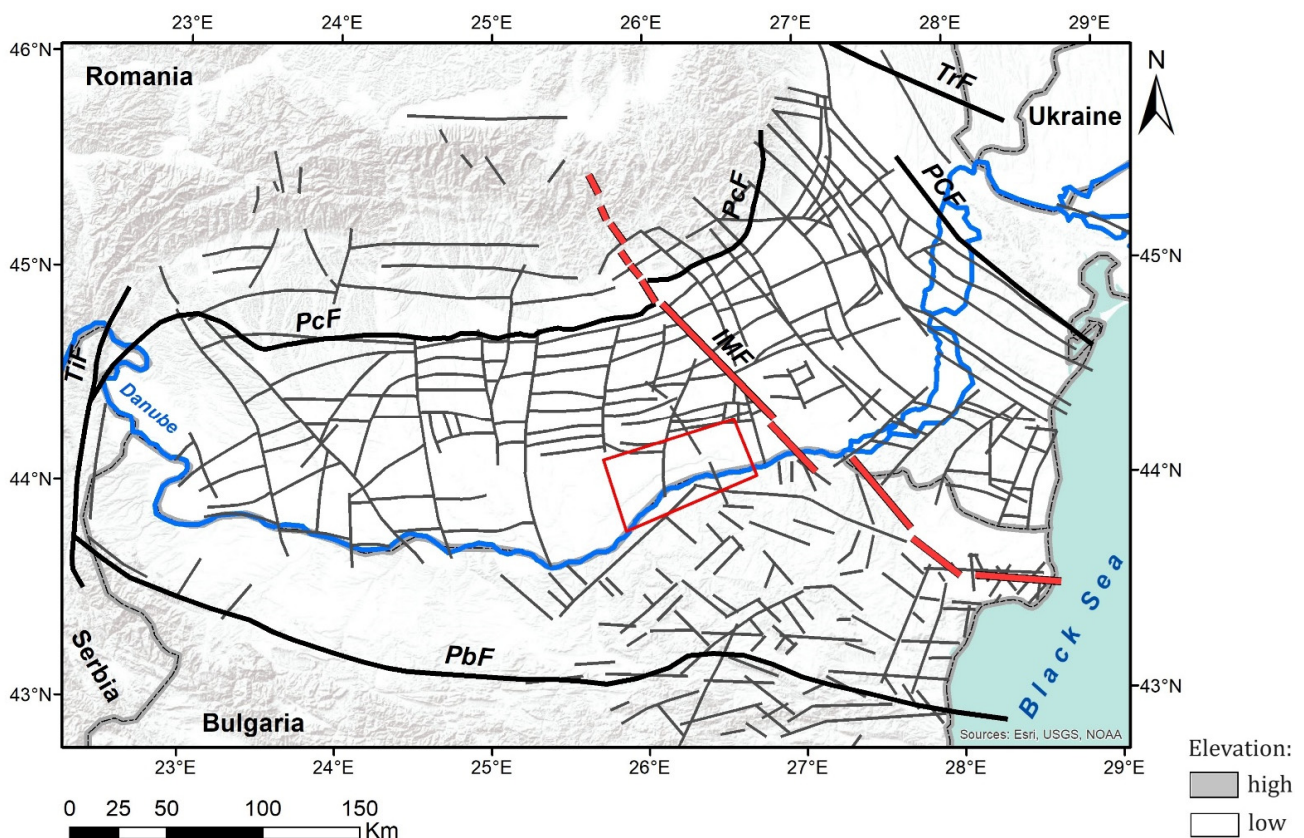 23°E 24°E 25°E 26°E 27°E 28°E 29°E
46°N
Romania
TrF
Ukraine
N
PcF
POF
45°N
45°N
IMF
PcF
TiF
Danube
44°N
44°N
Black Sea
Serbia
PbF
43°N
43°N
Bulgaria
Sources: Esri, USGS, NOAA
23°E 24°E 25°E 26°E 27°E 28°E 29°E
Elevation:
high
low
0 25 50 100 150
Km